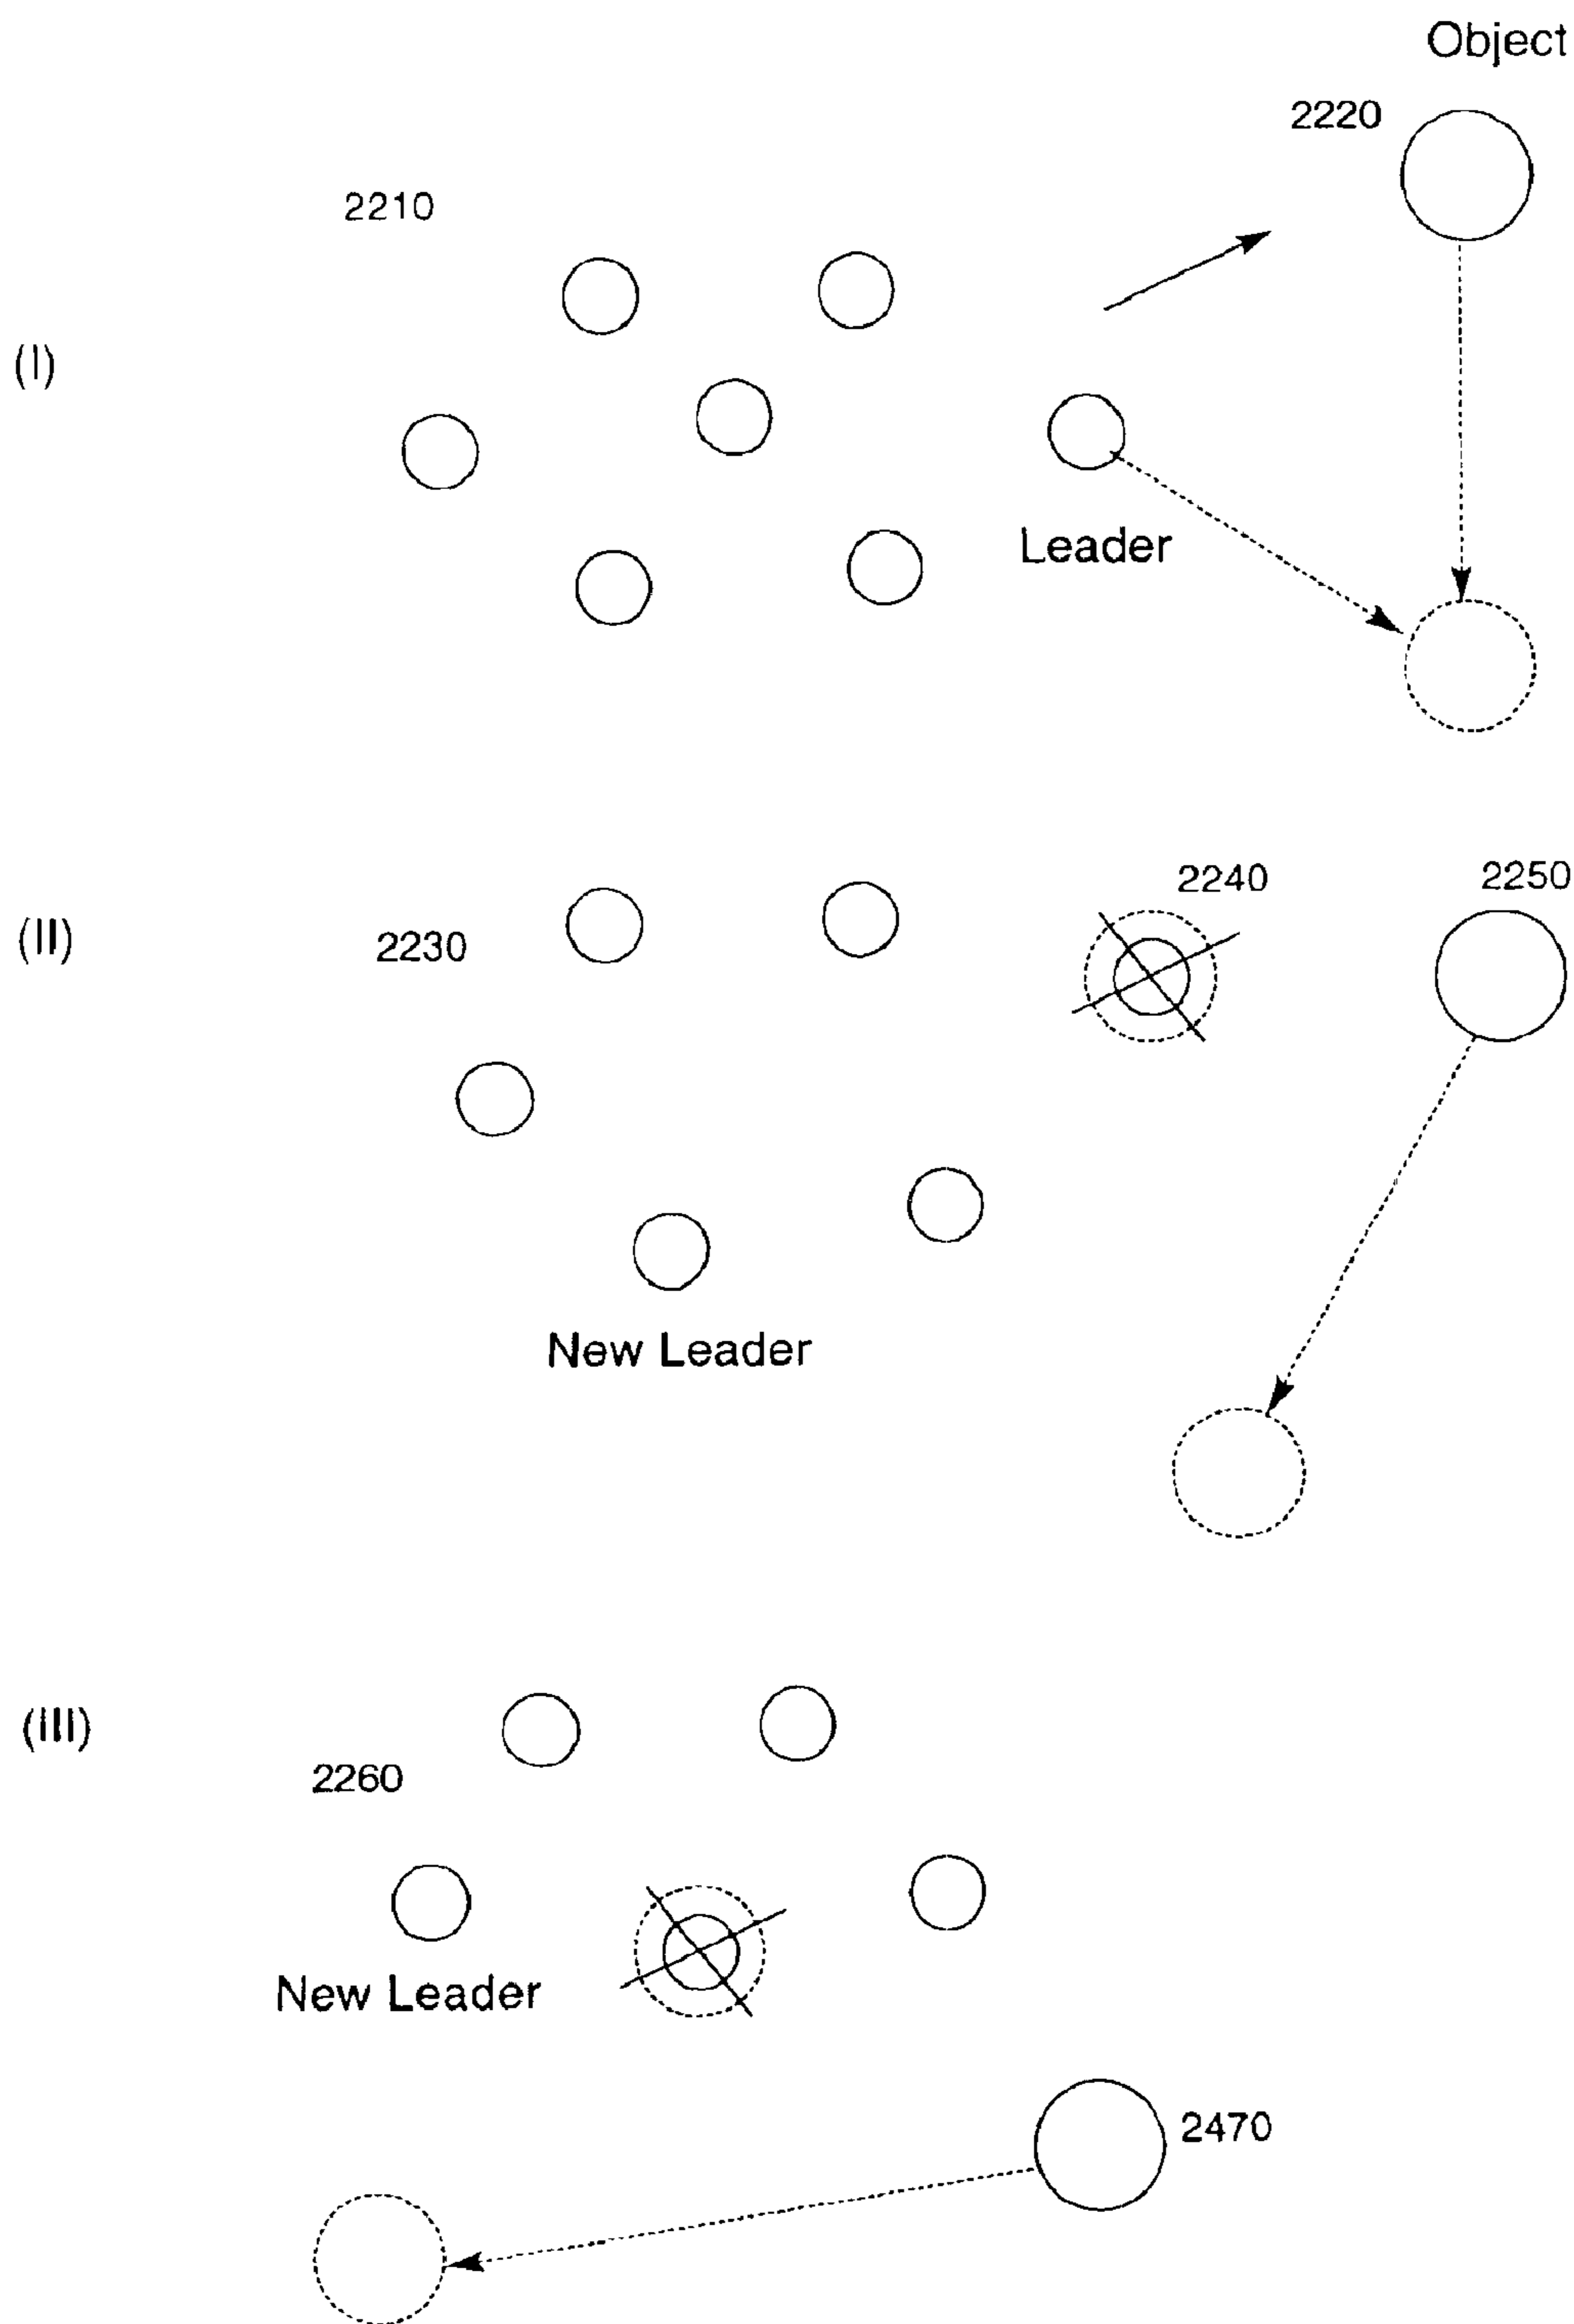 Object
2220
2210
(I)
Leader
2240
2250
(II)
2230
New Leader
(III)
2260
New Leader
2470